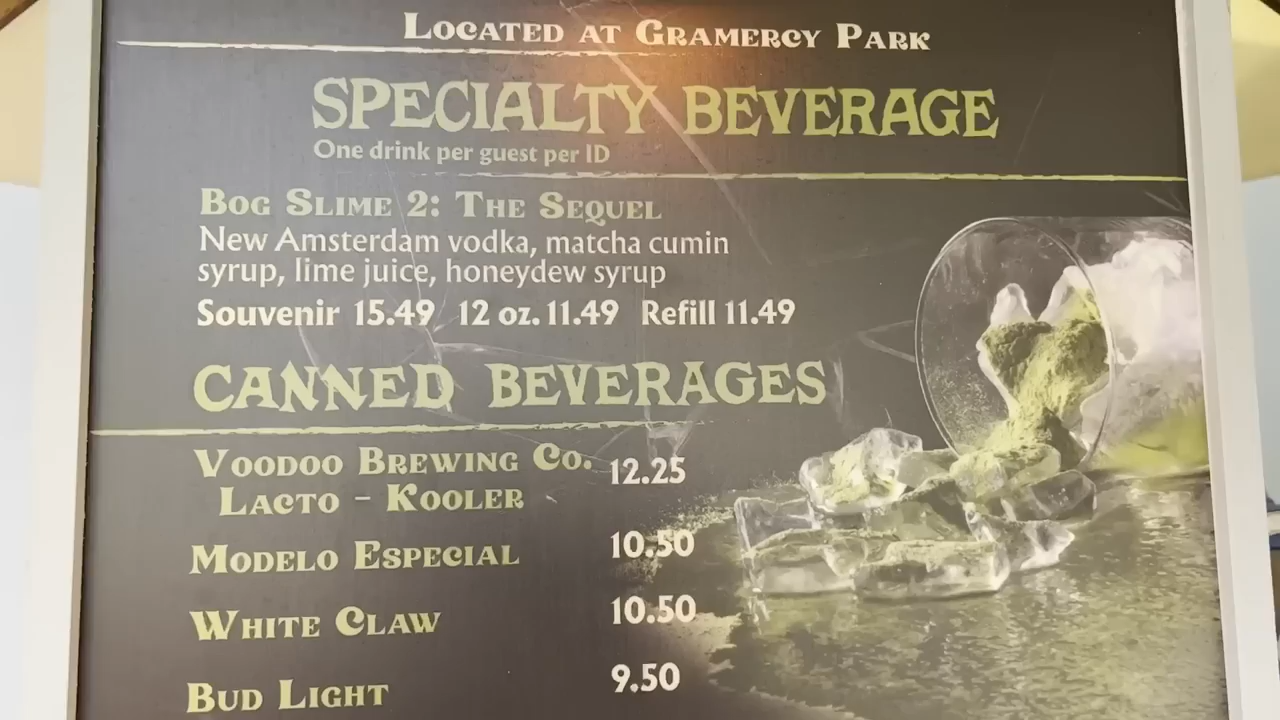 Located at Gramercy Park
SPECIALTY BEVERAGE
One drink per guest per ID
Bog Slime 2: The Sequel
New Amsterdam vodka, matcha cumin
syrup, lime juice, honeydew syrup
Souvenir 15.49 12 oz. 11.49 Refill 11.49
CANNED BEVERAGES
Voodoo Brewing Co. 12.25
Lacto - Kooler
Modelo Especial 10.50
White Claw 10.50
Bud Light 9.50